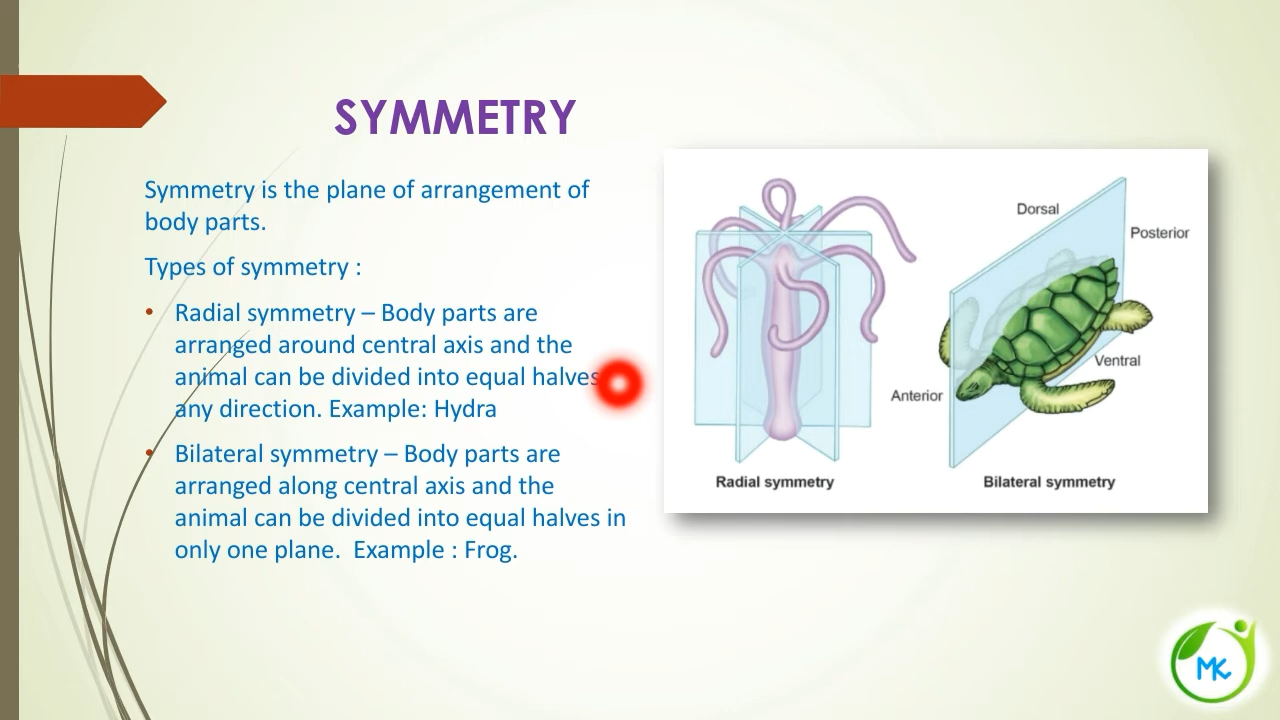 SYMMETRY
Symmetry is the plane of arrangement of
body parts.
Types of symmetry :
• Radial symmetry – Body parts are
arranged around central axis and the
animal can be divided into equal halves
any direction. Example: Hydra
• Bilateral symmetry – Body parts are
arranged along central axis and the
animal can be divided into equal halves in
only one plane.  Example : Frog.
Dorsal
Posterior
Ventral
Anterior
Radial symmetry
Bilateral symmetry
MK